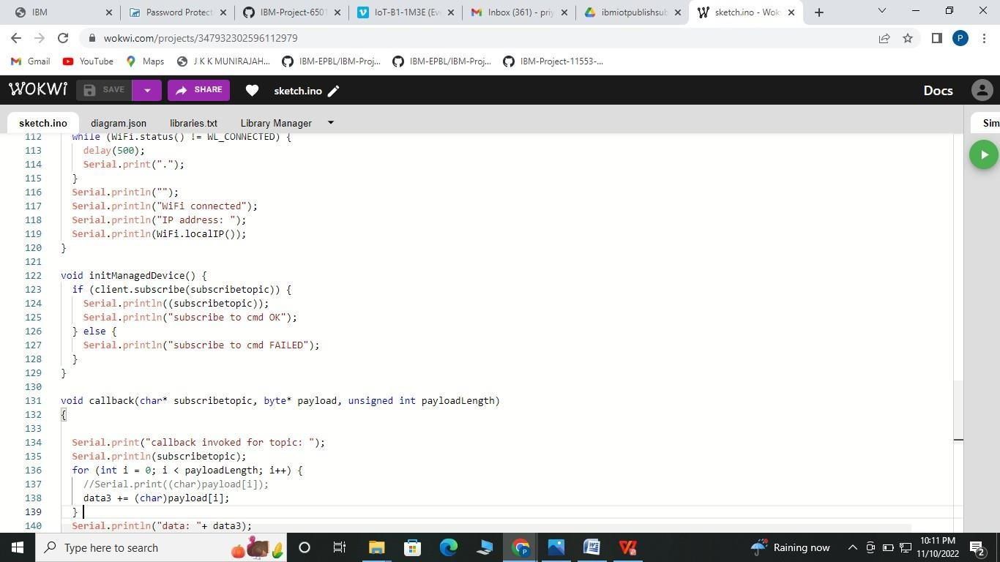 IBM
Password Protect
IBM-Project-6501
IoT-B1-1M3E (Ev
Inbox (361) - priy
ibmiotpublishsub
sketch.ino - Wok
wokwi.com/projects/347932302596112979
P
Gmail
YouTube
Maps
J K K MUNIRAJAH...
IBM-EPBL/IBM-Proj...
IBM-EPBL/IBM-Proj...
IBM-Project-11553-...
WOKWI
SAVE
SHARE
sketch.ino
Docs
sketch.ino
diagram.json
libraries.txt
Library Manager
Sim
112 while (WiFi.status() != WL_CONNECTED) {
113 delay(500);
114 Serial.print(".");
115 }
116 Serial.println("");
117 Serial.println("WiFi connected");
118 Serial.println("IP address: ");
119 Serial.println(WiFi.localIP());
120 }
121
122 void initManagedDevice() {
123 if (client.subscribe(subscribetopic)) {
124 Serial.println((subscribetopic));
125 Serial.println("subscribe to cmd OK");
126 } else {
127 Serial.println("subscribe to cmd FAILED");
128 }
129 }
130
131 void callback(char* subscribetopic, byte* payload, unsigned int payloadLength)
132 {
133
134 Serial.print("callback invoked for topic: ");
135 Serial.println(subscribetopic);
136 for (int i = 0; i < payloadLength; i++) {
137 //Serial.print((char)payload[i]);
138 data3 += (char)payload[i];
139 }
140 Serial.println("data: "+ data3);
Type here to search
Raining now
10:11 PM
11/10/2022
2